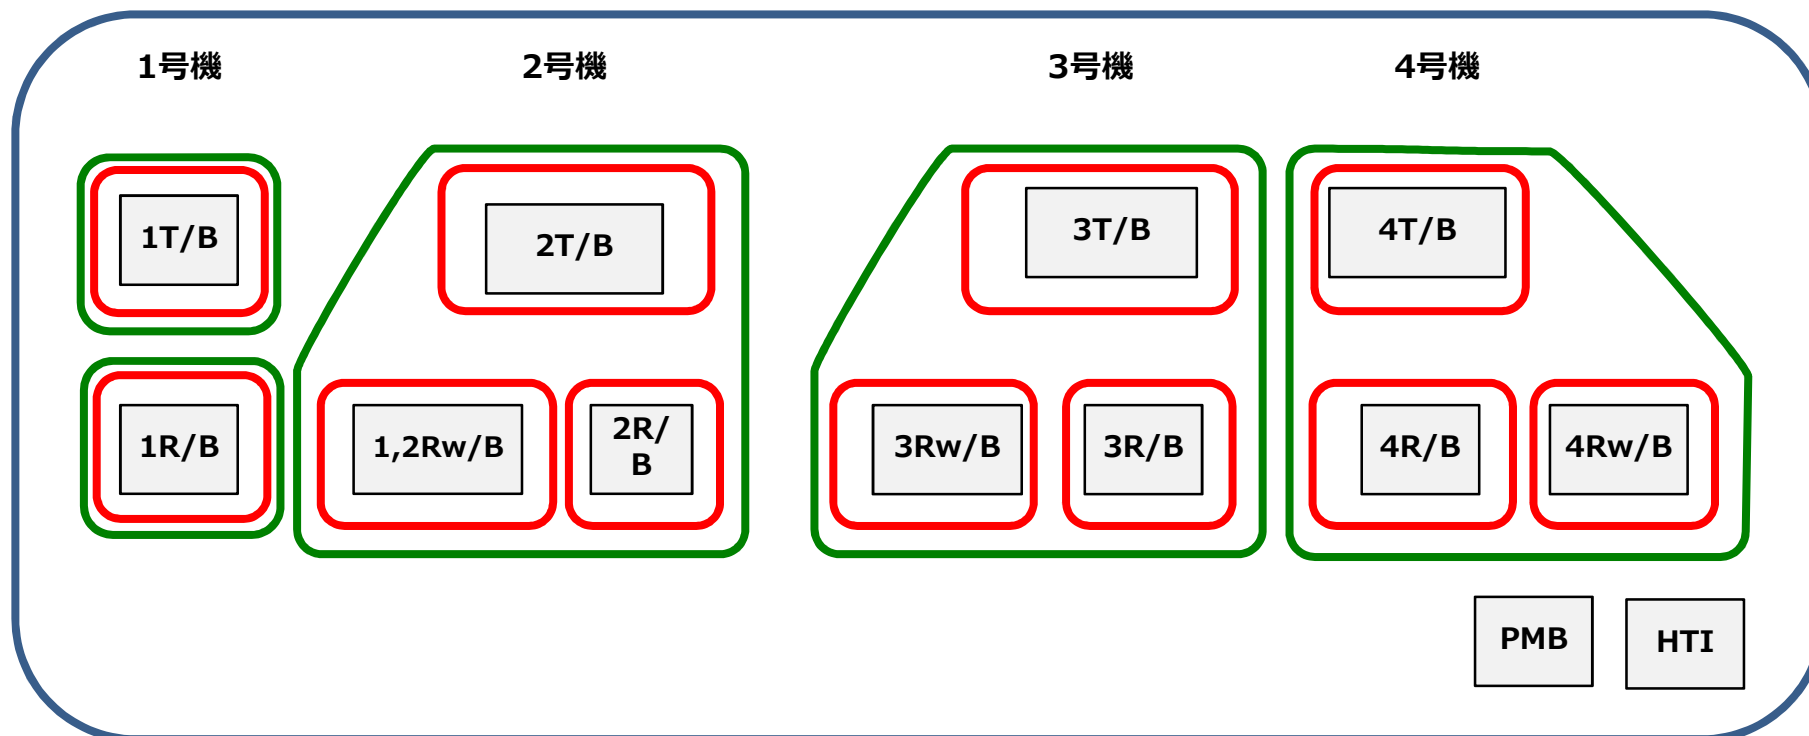 1号機
2号機
3号機
4号機
1T/B
2T/B
3T/B
4T/B
1R/B
1,2Rw/B
2R/
B
3Rw/B
3R/B
4R/B
4Rw/B
PMB
HTI